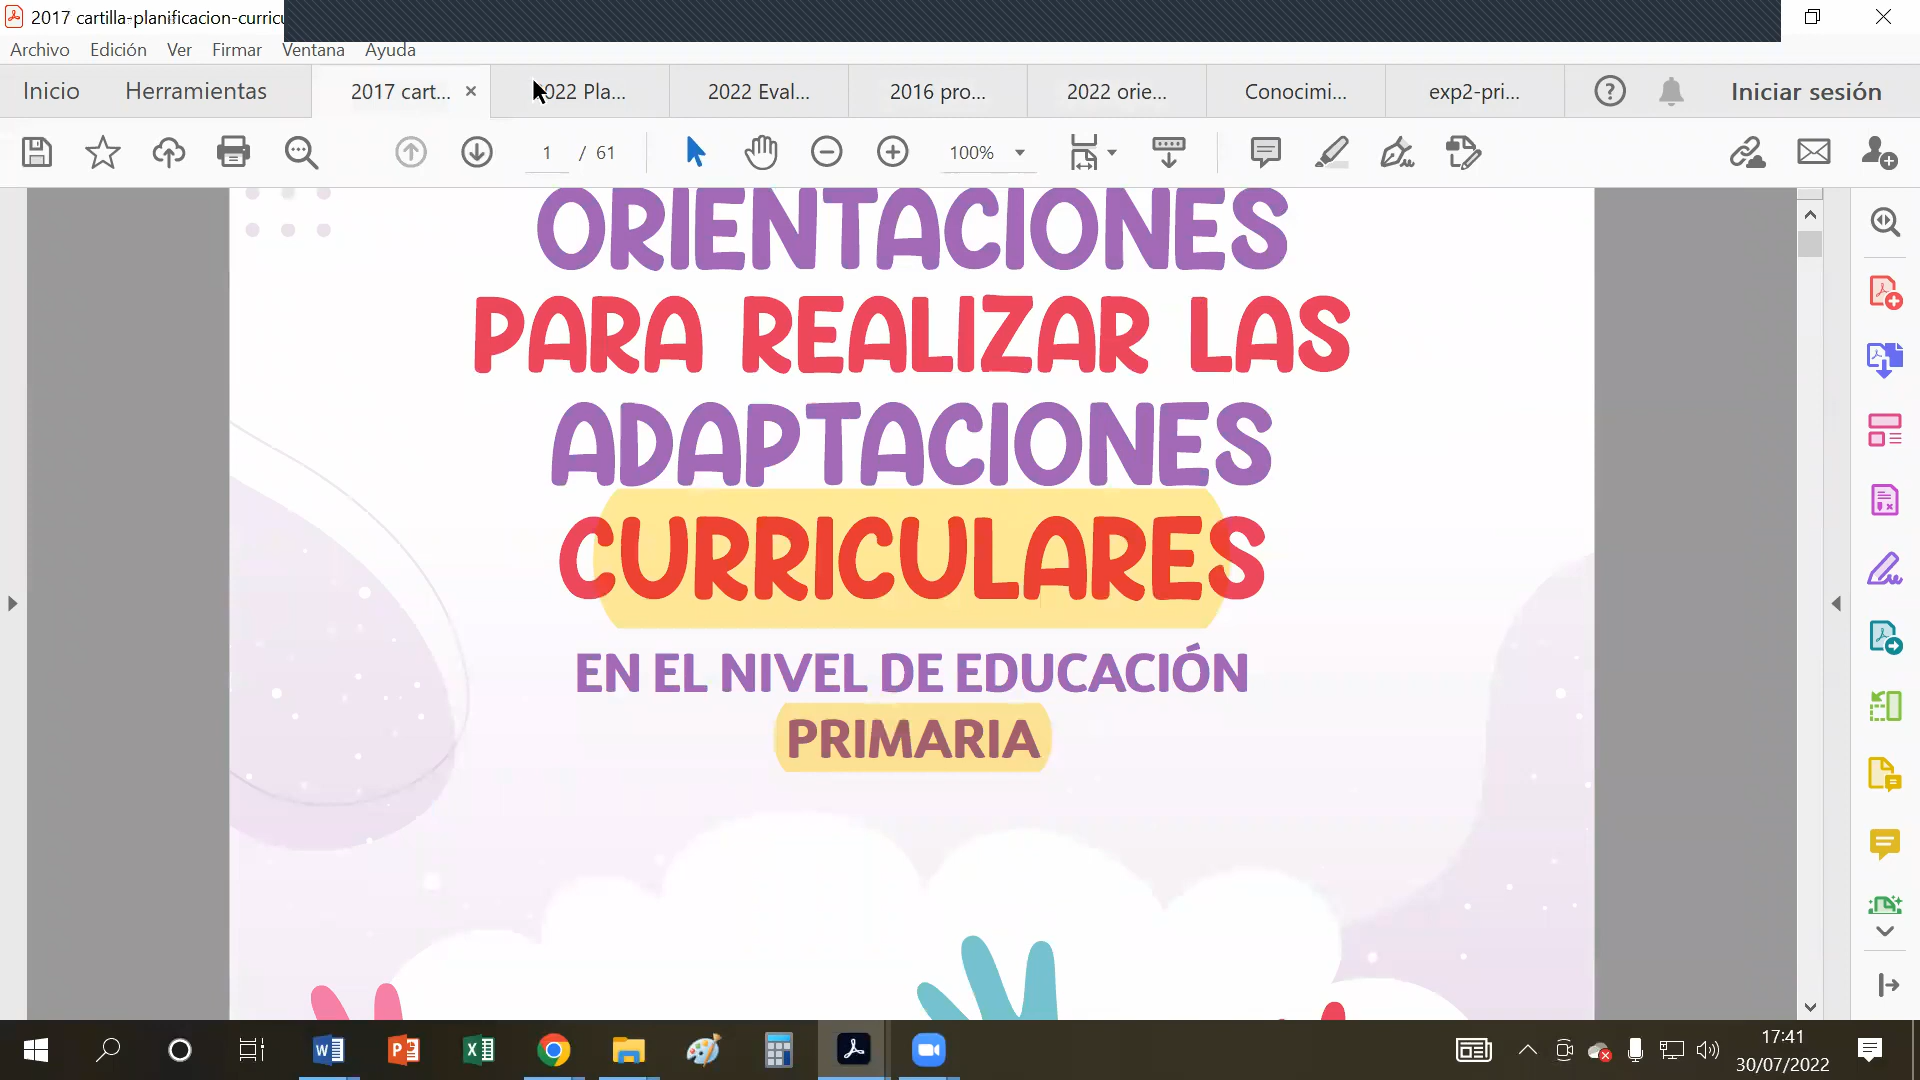 2017 cartilla-planificacion-curricu
Archivo Edición Ver Firmar Ventana Ayuda
Inicio Herramientas 2017 cart... 2022 Pla... 2022 Eval... 2016 pro... 2022 orie... Conocimi... exp2-pri... Iniciar sesión
1 / 61 100%
ORIENTACIONES
PARA REALIZAR LAS
ADAPTACIONES
CURRICULARES
EN EL NIVEL DE EDUCACIÓN
PRIMARIA
17:41
30/07/2022